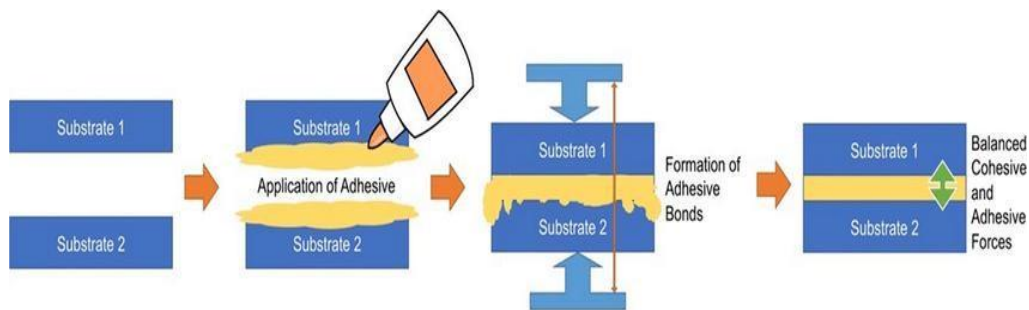 Substrate 1
Substrate 2
Substrate 1
Application of Adhesive
Substrate 2
Substrate 1
Substrate 2
Formation of
Adhesive
Bonds
Substrate 1
Substrate 2
Balanced
Cohesive
and
Adhesive
Forces